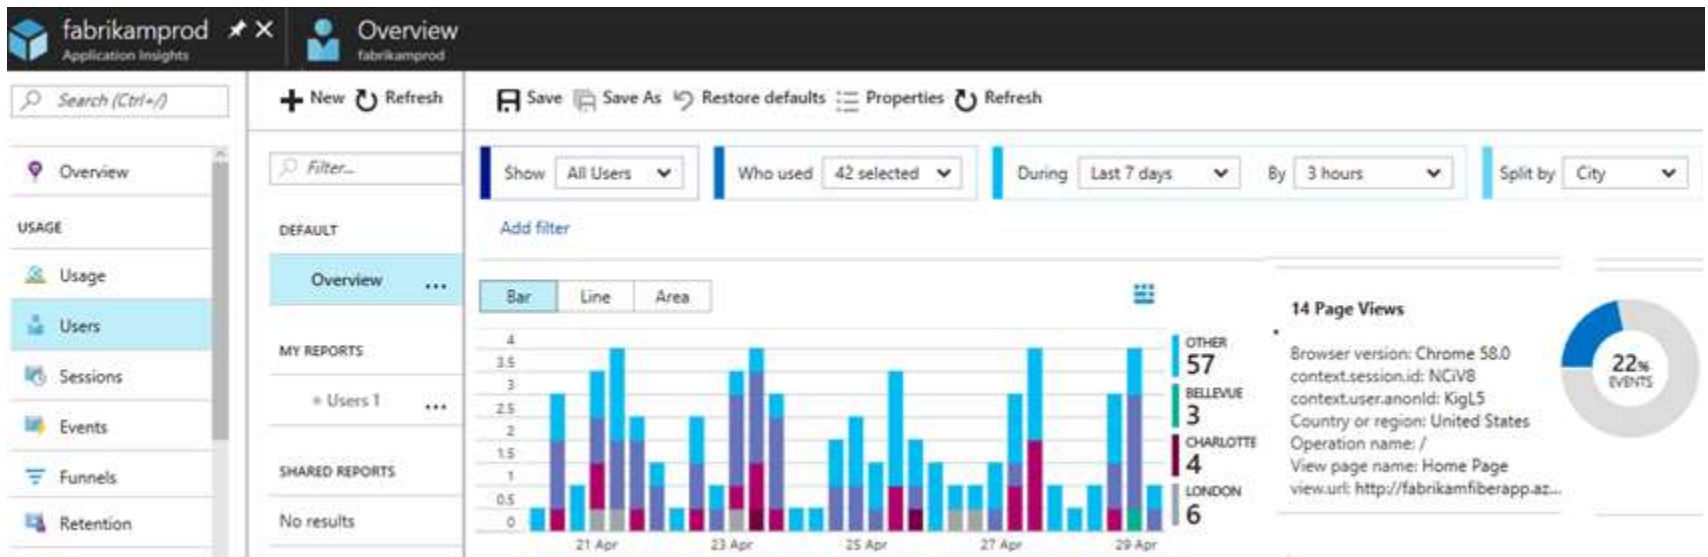 fabrikamprod
Application Insights
Overview
fabrikamprod
Search (Ctrl+/)
Overview
USAGE
Usage
Users
Sessions
Events
Funnels
Retention
New Refresh
Filter...
DEFAULT
Overview ...
MY REPORTS
Users 1 ...
SHARED REPORTS
No results
Save Save As Restore defaults Properties Refresh
Show All Users Who used 42 selected During Last 7 days By 3 hours Split by City
Add filter
Bar Line Area
4
3.5
3
2.5
2
1.5
1
0.5
0
21 Apr 23 Apr 25 Apr 27 Apr 29 Apr
OTHER
57
BELLEVUE
3
CHARLOTTE
4
LONDON
6
14 Page Views
Browser version: Chrome 58.0
context.session.id: NCiV8
context.user.anonId: KigL5
Country or region: United States
Operation name: /
View page name: Home Page
view.url: http://fabrikamfiberapp.az...
22%
EVENTS